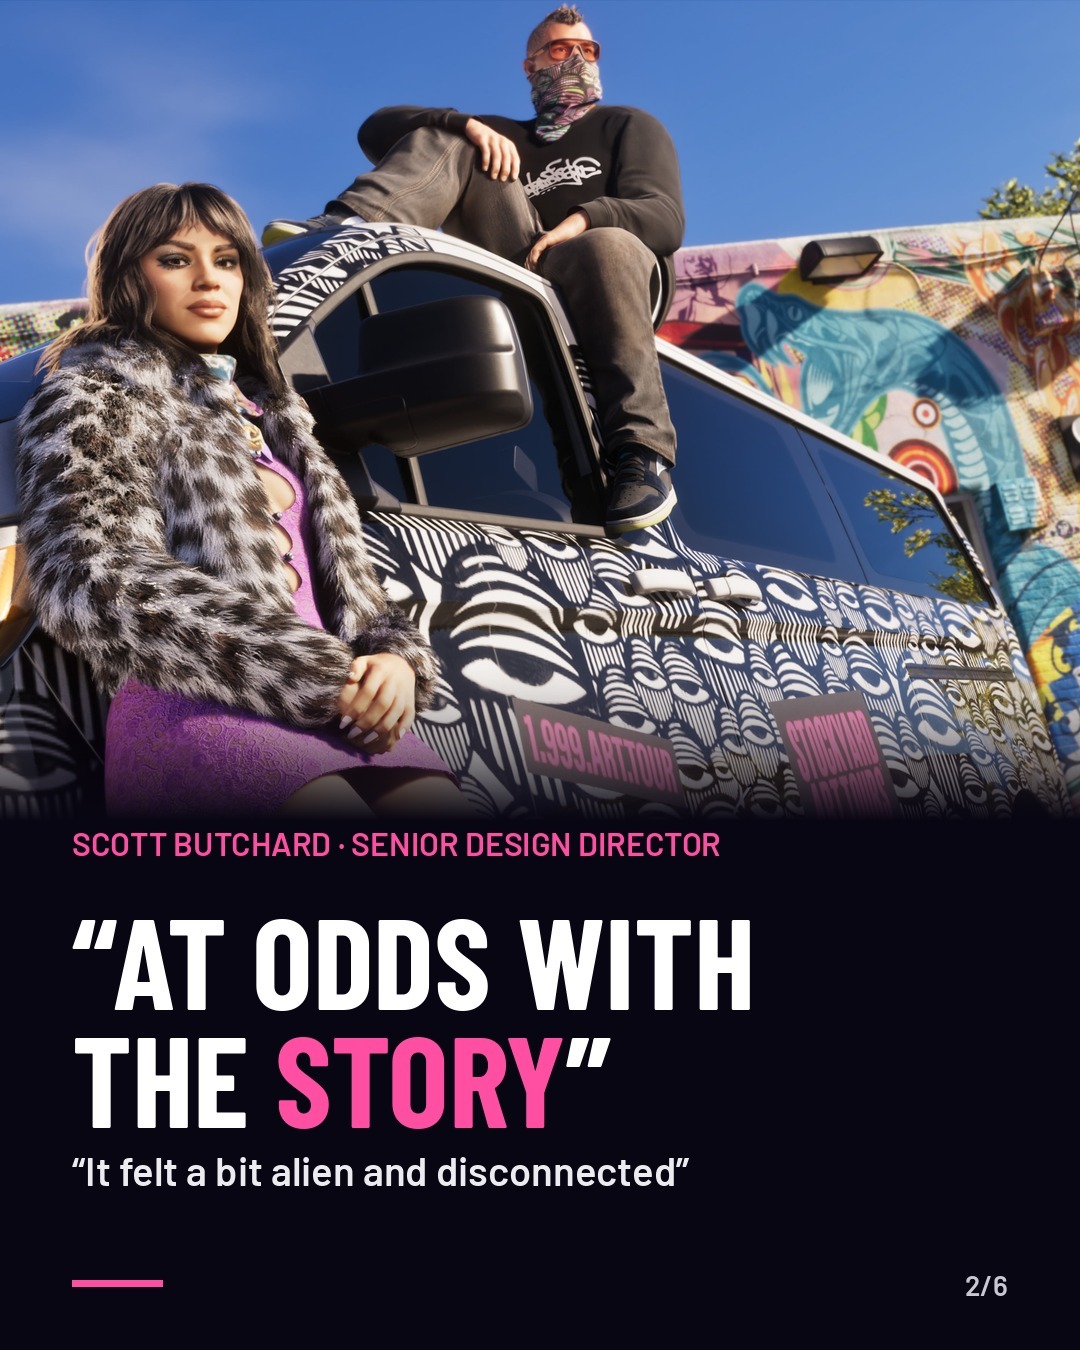 1.999.ART.TOUR
STOCKYARD
SCOTT BUTCHARD · SENIOR DESIGN DIRECTOR
“AT ODDS WITH
THE STORY”
“It felt a bit alien and disconnected”
2/6